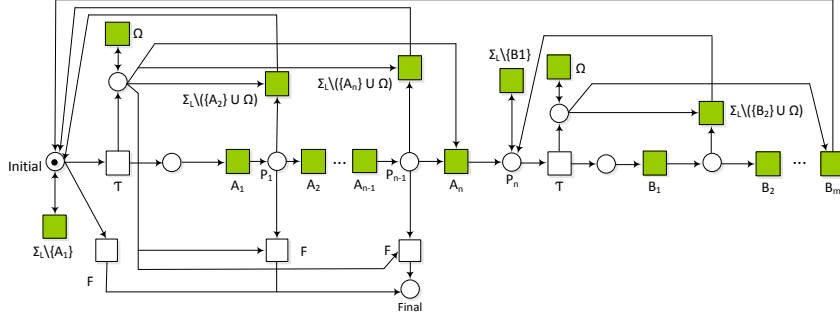 Ω
Σ_L\({A_2} ∪ Ω)
Σ_L\({A_n} ∪ Ω)
Σ_L\{B1}
Ω
Σ_L\({B_2} ∪ Ω)
Initial
τ
A_1
P_1
A_2
...
A_{n-1}
P_{n-1}
A_n
P_n
τ
B_1
B_2
...
B_m
Σ_L\{A_1}
F
F
F
Final